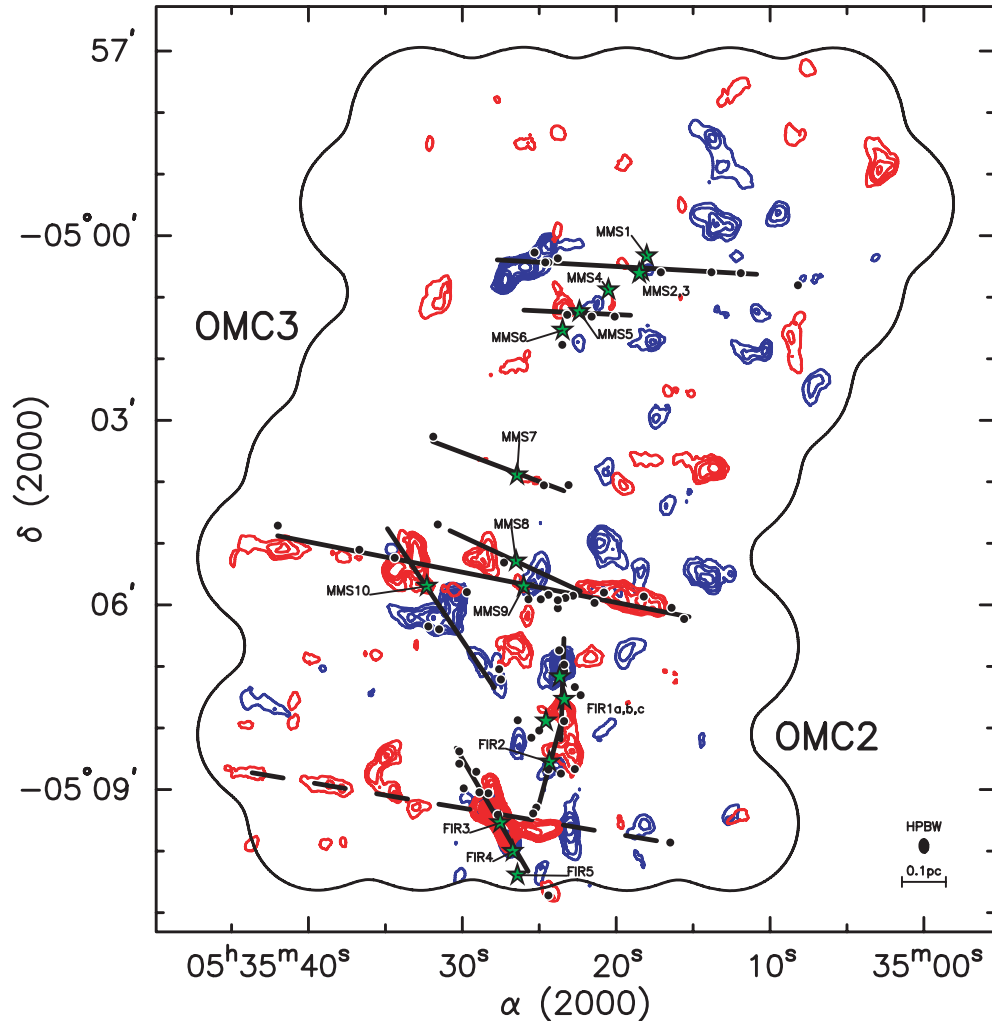 57′
−05° 00′
03′
06′
−05° 09′
δ (2000)
OMC3
MMS1
MMS4
MMS2,3
MMS6
MMS5
MMS7
MMS8
MMS10
MMS9
FIR1a,b,c
OMC2
FIR2
FIR3
FIR4
FIR5
HPBW
0.1pc
05ʰ35ᵐ40ˢ
30ˢ
20ˢ
10ˢ
35ᵐ00ˢ
α (2000)